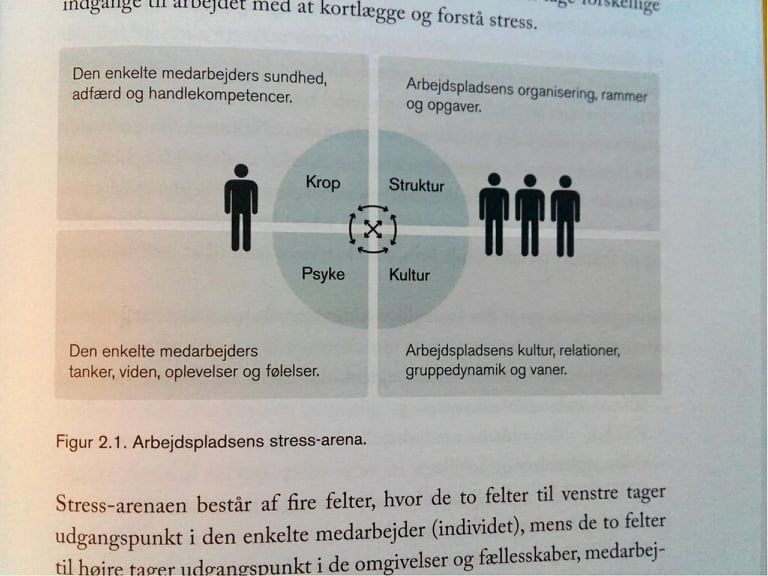 indgange til arbejdet med at kortlægge og forstå stress.
Den enkelte medarbejders sundhed,
adfærd og handlekompetencer.
Arbejdspladsens organisering, rammer
og opgaver.
Krop
Struktur
Psyke
Kultur
Den enkelte medarbejders
tanker, viden, oplevelser og følelser.
Arbejdspladsens kultur, relationer,
gruppedynamik og vaner.
Figur 2.1. Arbejdspladsens stress-arena.
Stress-arenaen består af fire felter, hvor de to felter til venstre tager
udgangspunkt i den enkelte medarbejder (individet), mens de to felter
til højre tager udgangspunkt i de omgivelser og fællesskaber, medarbej-